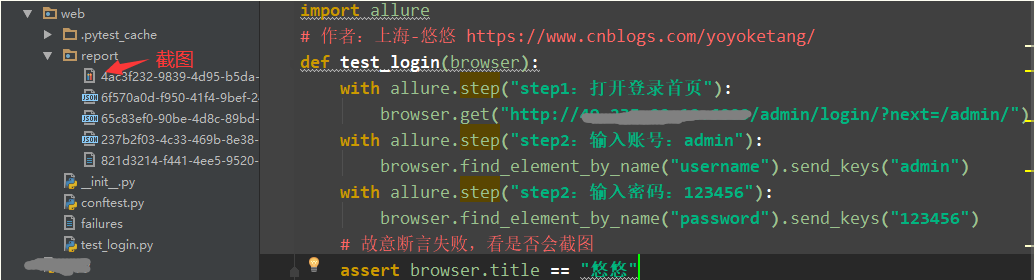 web
.pytest_cache
report
截图
4ac3f232-9839-4d95-b5da-
6f570a0d-f950-41f4-9bef-2
65c83ef0-90be-4d8c-89bd-
237b2f03-4c33-469b-8e38-
821d3214-f441-4ee5-9520-
__init__.py
conftest.py
failures
test_login.py
import allure
# 作者：上海-悠悠 https://www.cnblogs.com/yoyoketang/
def test_login(browser):
with allure.step("step1：打开登录首页"):
browser.get("http:///admin/login/?next=/admin/")
with allure.step("step2：输入账号：admin"):
browser.find_element_by_name("username").send_keys("admin")
with allure.step("step2：输入密码：123456"):
browser.find_element_by_name("password").send_keys("123456")
# 故意断言失败，看是否会截图
assert browser.title == "悠悠"